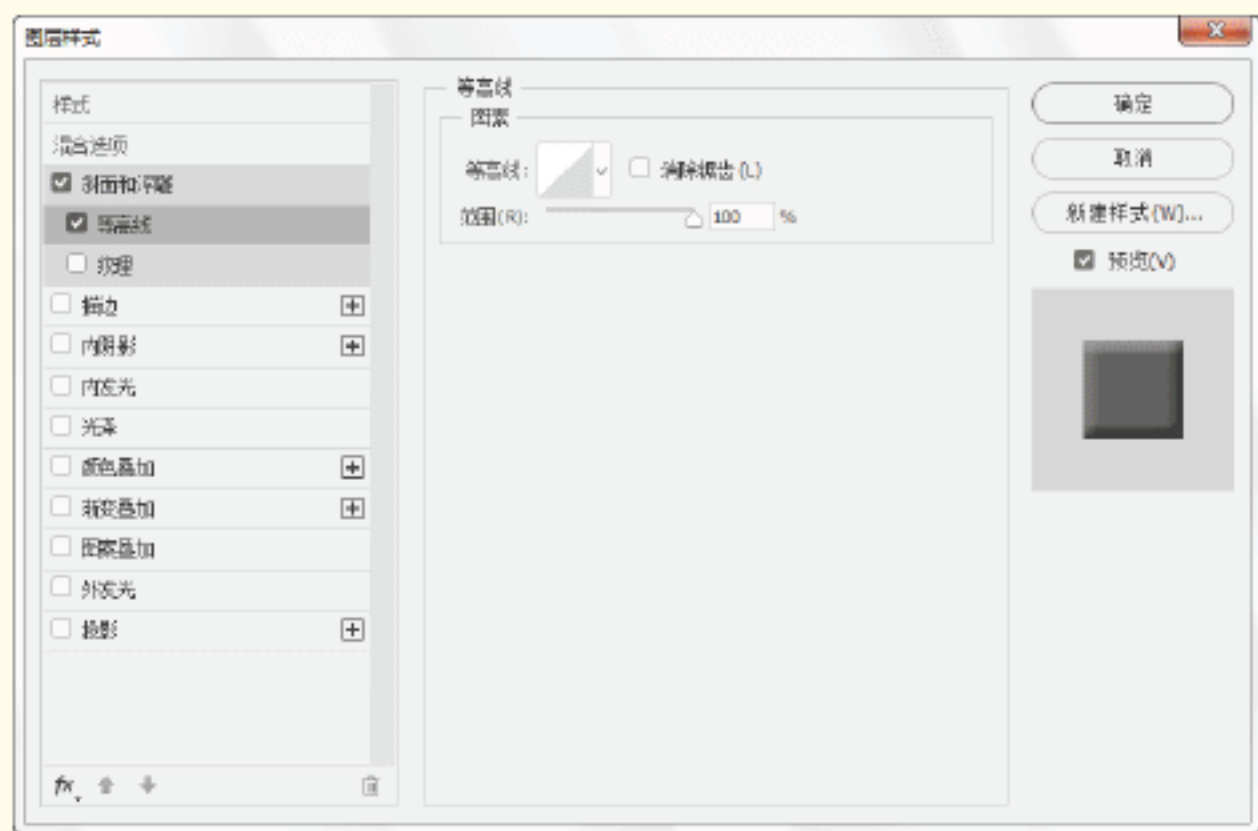 图层样式
样式
混合选项
斜面和浮雕
等高线
纹理
描边
内阴影
内发光
光泽
颜色叠加
渐变叠加
图案叠加
外发光
投影
fx
等高线
图素
等高线:
消除锯齿(L)
范围(R):
100
%
确定
取消
新建样式(W)...
预览(V)